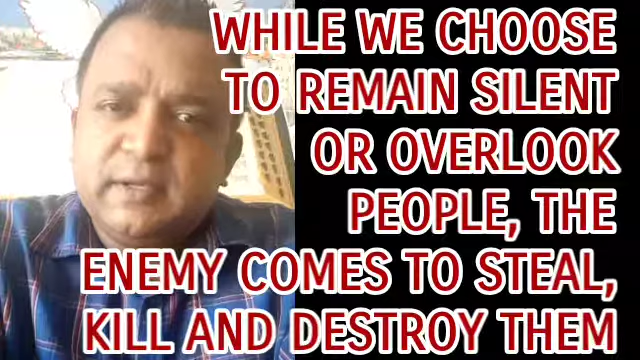 WHILE WE CHOOSE
TO REMAIN SILENT
OR OVERLOOK
PEOPLE, THE
ENEMY COMES TO STEAL,
KILL AND DESTROY THEM